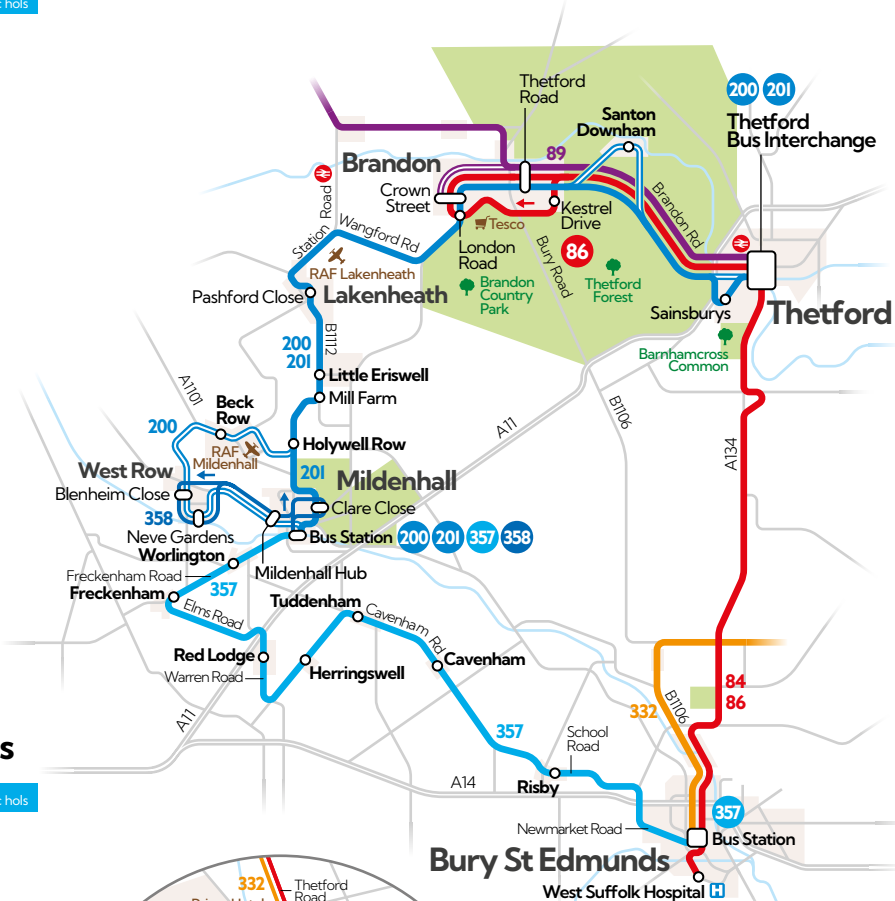 hols
Thetford
Road
200 201
Thetford
Bus Interchange
Santon
Downham
89
Brandon
Crown
Street
Brandon Rd
Kestrel
Drive
Tesco
86
London
Road
Bury Road
Station Road
Wangford Rd
RAF Lakenheath
Brandon
Country
Park
Thetford
Forest
Pashford Close
Lakenheath
Sainsburys
Thetford
Barnhamcross
Common
B1112
200
201
Little Eriswell
Mill Farm
A1101
Beck
Row
200
RAF
Mildenhall
Holywell Row
A11
B1106
A134
West Row
201
Mildenhall
Blenheim Close
Clare Close
358
Neve Gardens
Bus Station 200 201 357 358
Worlington
Mildenhall Hub
Freckenham Road
357
Freckenham
Elms Road
Tuddenham
Cavenham Rd
Red Lodge
Warren Road
Herringswell
Cavenham
84
86
332
B1106
A11
357
School
Road
s
hols
A14
Risby
357
Newmarket Road
Bus Station
Bury St Edmunds
West Suffolk Hospital H
332
Thetford
Road